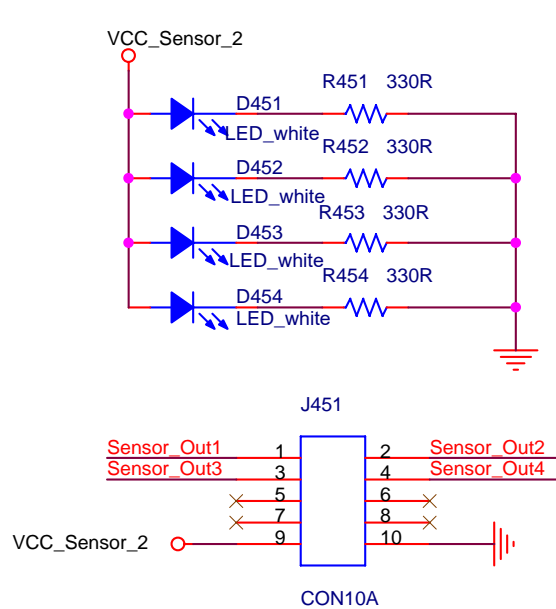 VCC_Sensor_2
R451 330R
D451
LED_white
R452 330R
D452
LED_white
R453 330R
D453
LED_white
R454 330R
D454
LED_white
J451
Sensor_Out1 1 2 Sensor_Out2
Sensor_Out3 3 4 Sensor_Out4
5 6
7 8
VCC_Sensor_2 9 10
CON10A